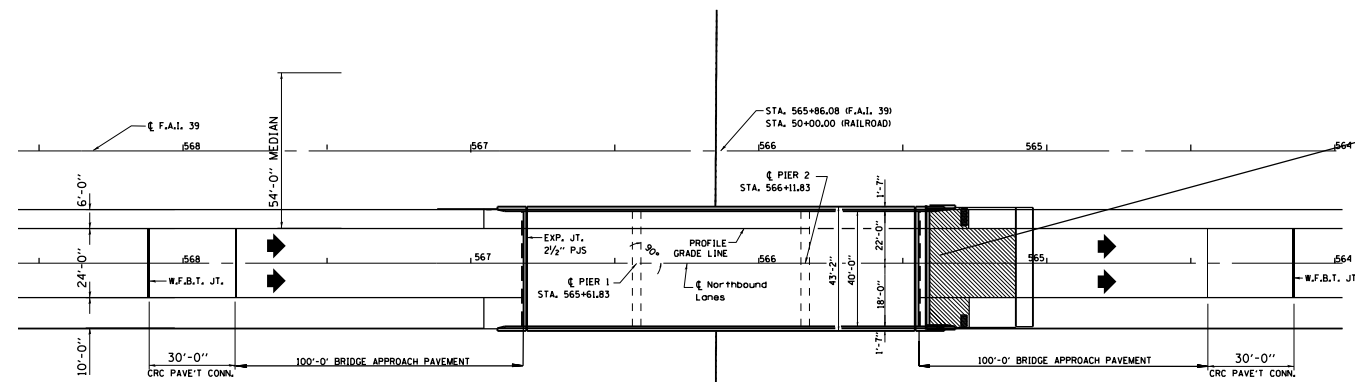 ℄ F.A.I. 39
STA. 565+86.08 (F.A.I. 39)
STA. 50+00.00 (RAILROAD)
54'-0" MEDIAN
568
567
566
565
564
℄ PIER 2
STA. 566+11.83
1'-7"
6'-0"
EXP. JT.
2½" PJS
PROFILE
GRADE LINE
22'-0"
90°
24'-0"
568
567
566
565
564
W.F.B.T. JT.
℄ PIER 1
STA. 565+61.83
℄ Northbound
Lanes
43'-2"
40'-0"
18'-0"
W.F.B.T. JT
10'-0"
1'-7"
30'-0"
CRC PAVE'T CONN.
100'-0' BRIDGE APPROACH PAVEMENT
100'-0' BRIDGE APPROACH PAVEMENT
30'-0"
CRC PAVE'T CONN.